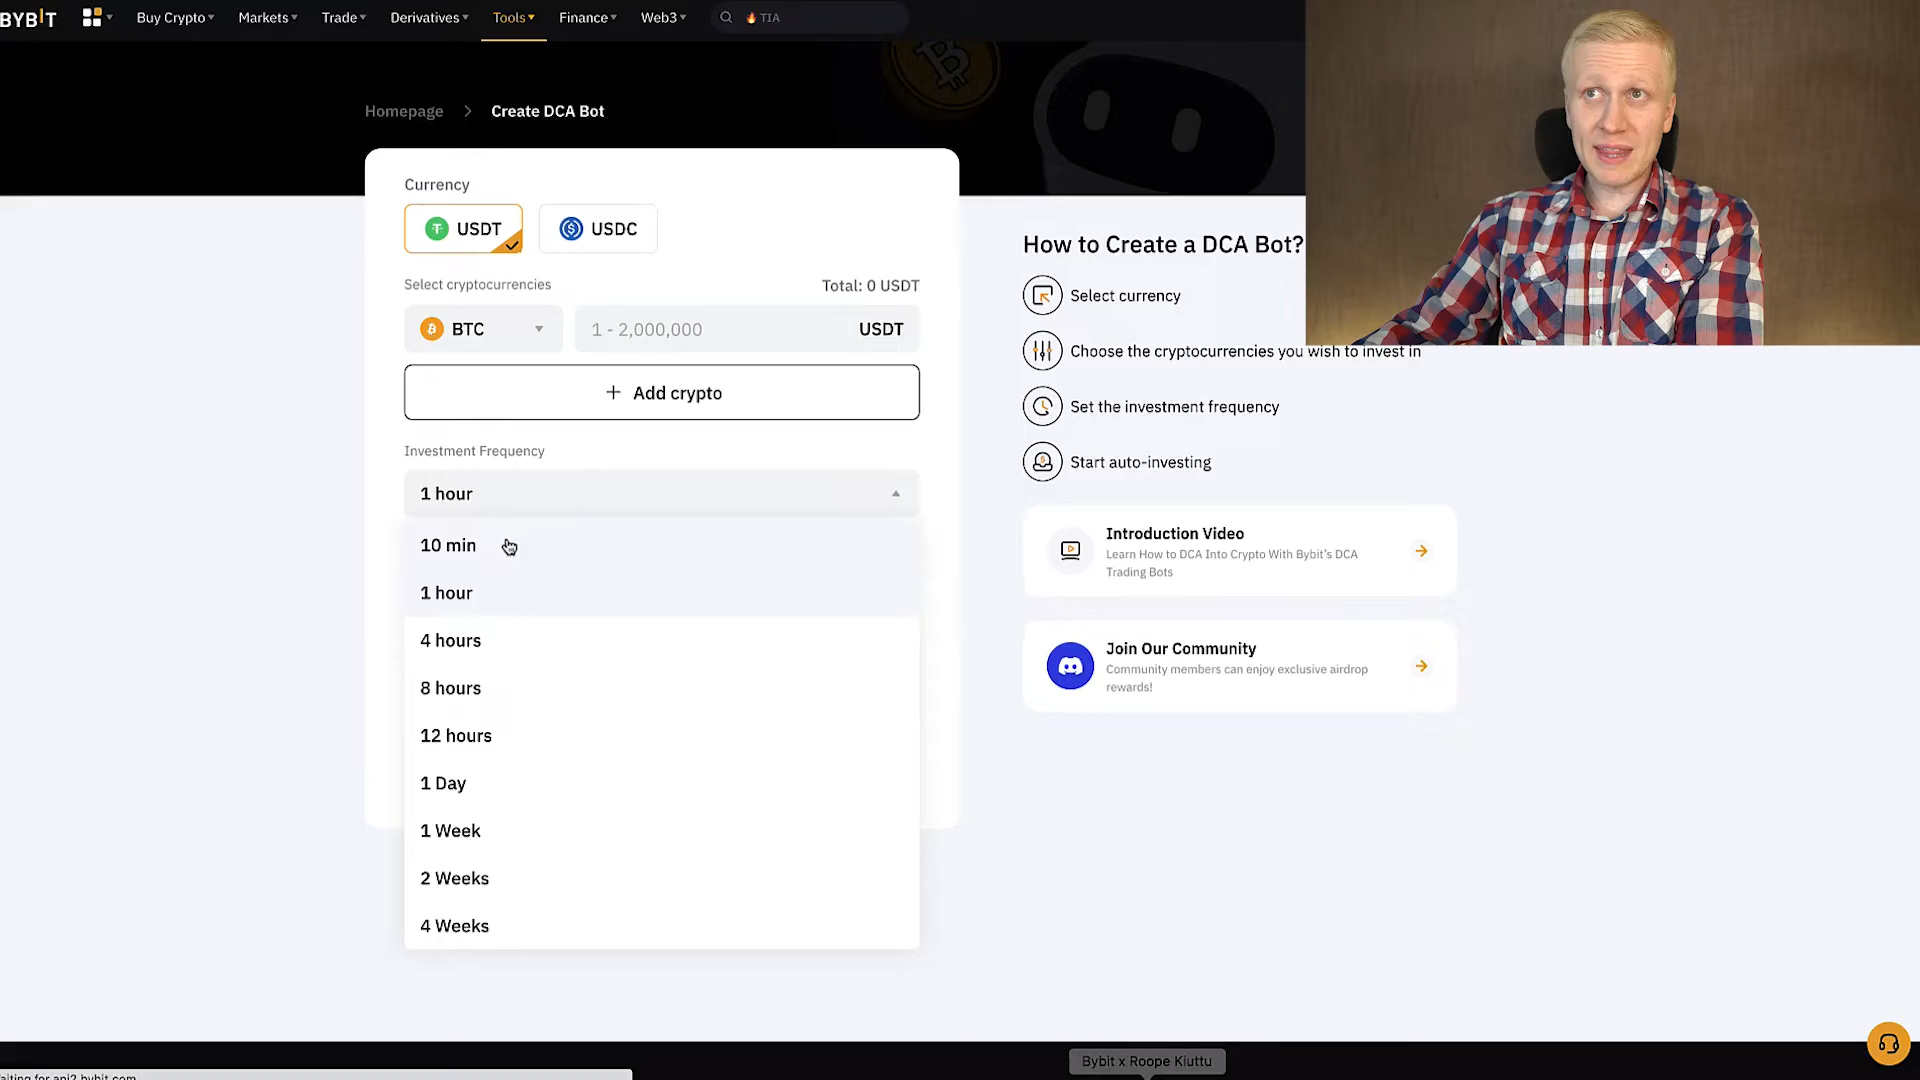 BYBIT
Buy Crypto
Markets
Trade
Derivatives
Tools
Finance
Web3
TIA
Homepage > Create DCA Bot
Currency
USDT
USDC
Select cryptocurrencies
Total: 0 USDT
BTC
1 - 2,000,000
USDT
+ Add crypto
Investment Frequency
1 hour
10 min
1 hour
4 hours
8 hours
12 hours
1 Day
1 Week
2 Weeks
4 Weeks
How to Create a DCA Bot?
Select currency
Choose the cryptocurrencies you wish to invest in
Set the investment frequency
Start auto-investing
Introduction Video
Learn How to DCA Into Crypto With Bybit's DCA
Trading Bots
Join Our Community
Community members can enjoy exclusive airdrop
rewards!
Bybit x Roope Kiuttu
for api2.bybit.com